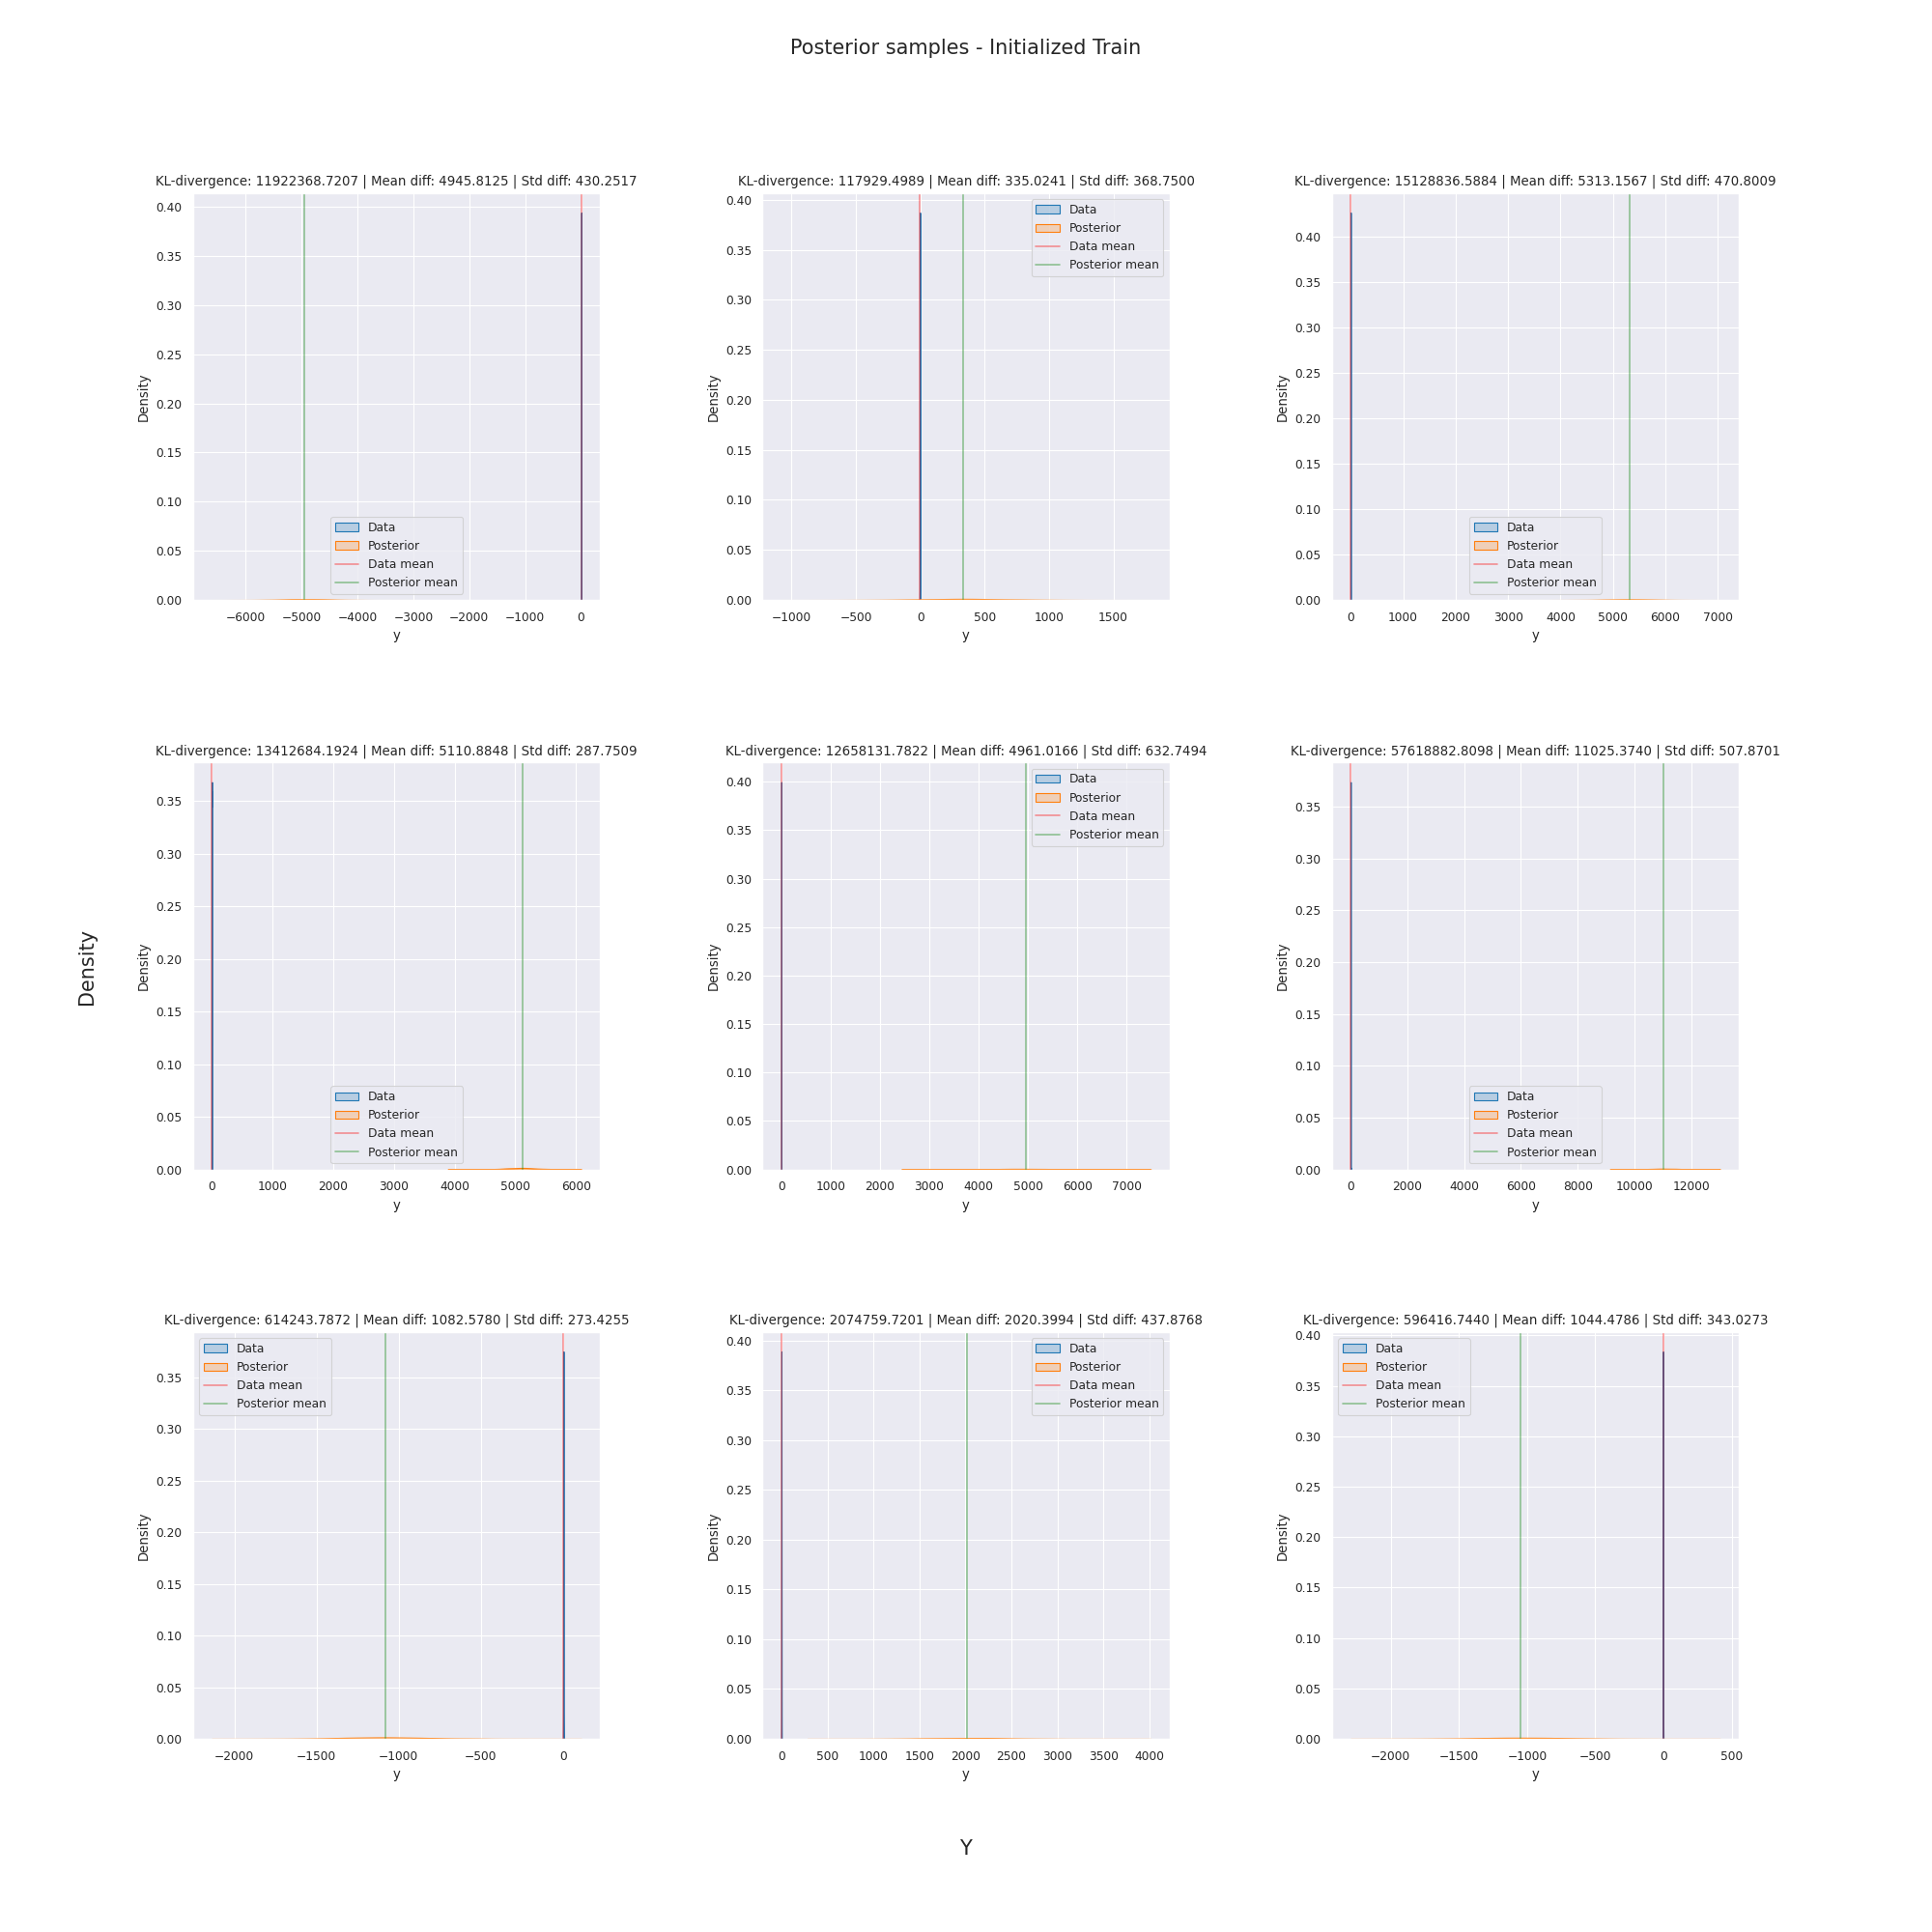 Posterior samples - Initialized Train
KL-divergence: 11922368.7207 | Mean diff: 4945.8125 | Std diff: 430.2517
0.40
0.35
0.30
0.25
0.20
0.15
0.10
0.05
0.00
Density
Data
Posterior
Data mean
Posterior mean
−6000 −5000 −4000 −3000 −2000 −1000 0
y
KL-divergence: 117929.4989 | Mean diff: 335.0241 | Std diff: 368.7500
0.40
0.35
0.30
0.25
0.20
0.15
0.10
0.05
0.00
Density
Data
Posterior
Data mean
Posterior mean
−1000 −500 0 500 1000 1500
y
KL-divergence: 15128836.5884 | Mean diff: 5313.1567 | Std diff: 470.8009
0.40
0.35
0.30
0.25
0.20
0.15
0.10
0.05
0.00
Density
Data
Posterior
Data mean
Posterior mean
0 1000 2000 3000 4000 5000 6000 7000
y
Density
KL-divergence: 13412684.1924 | Mean diff: 5110.8848 | Std diff: 287.7509
0.35
0.30
0.25
0.20
0.15
0.10
0.05
0.00
Density
Data
Posterior
Data mean
Posterior mean
0 1000 2000 3000 4000 5000 6000
y
KL-divergence: 12658131.7822 | Mean diff: 4961.0166 | Std diff: 632.7494
0.40
0.35
0.30
0.25
0.20
0.15
0.10
0.05
0.00
Density
Data
Posterior
Data mean
Posterior mean
0 1000 2000 3000 4000 5000 6000 7000
y
KL-divergence: 57618882.8098 | Mean diff: 11025.3740 | Std diff: 507.8701
0.35
0.30
0.25
0.20
0.15
0.10
0.05
0.00
Density
Data
Posterior
Data mean
Posterior mean
0 2000 4000 6000 8000 10000 12000
y
KL-divergence: 614243.7872 | Mean diff: 1082.5780 | Std diff: 273.4255
0.35
0.30
0.25
0.20
0.15
0.10
0.05
0.00
Density
Data
Posterior
Data mean
Posterior mean
−2000 −1500 −1000 −500 0
y
KL-divergence: 2074759.7201 | Mean diff: 2020.3994 | Std diff: 437.8768
0.40
0.35
0.30
0.25
0.20
0.15
0.10
0.05
0.00
Density
Data
Posterior
Data mean
Posterior mean
0 500 1000 1500 2000 2500 3000 3500 4000
y
KL-divergence: 596416.7440 | Mean diff: 1044.4786 | Std diff: 343.0273
0.40
0.35
0.30
0.25
0.20
0.15
0.10
0.05
0.00
Density
Data
Posterior
Data mean
Posterior mean
−2000 −1500 −1000 −500 0 500
y
Y